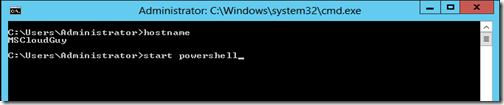 Administrator: C:\Windows\system32\cmd.exe
C:\Users\Administrator>hostname
MSCloudGuy
C:\Users\Administrator>start powershell_